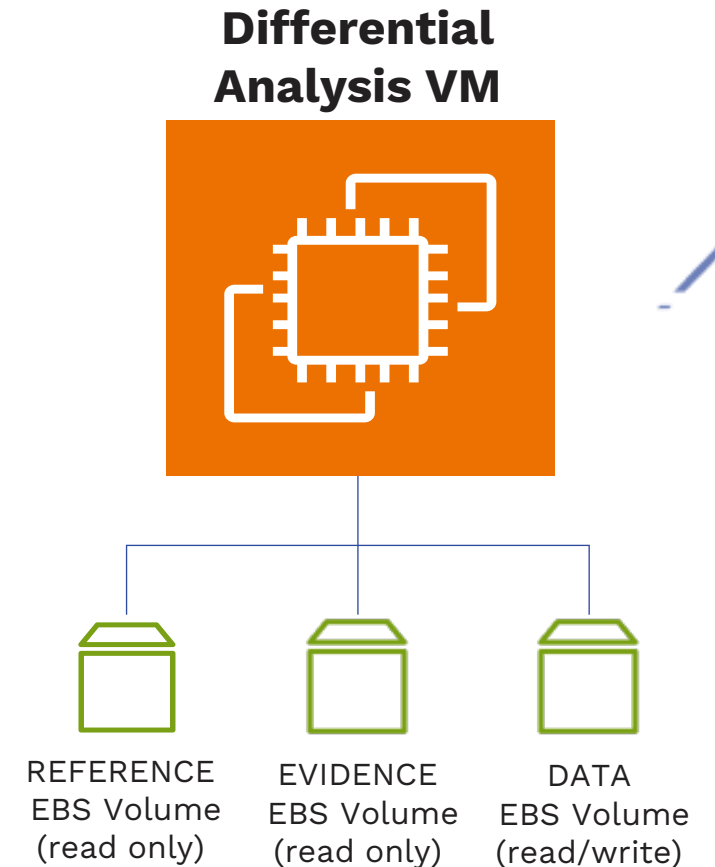 Differential
Analysis VM
REFERENCE
EBS Volume
(read only)
EVIDENCE
EBS Volume
(read only)
DATA
EBS Volume
(read/write)